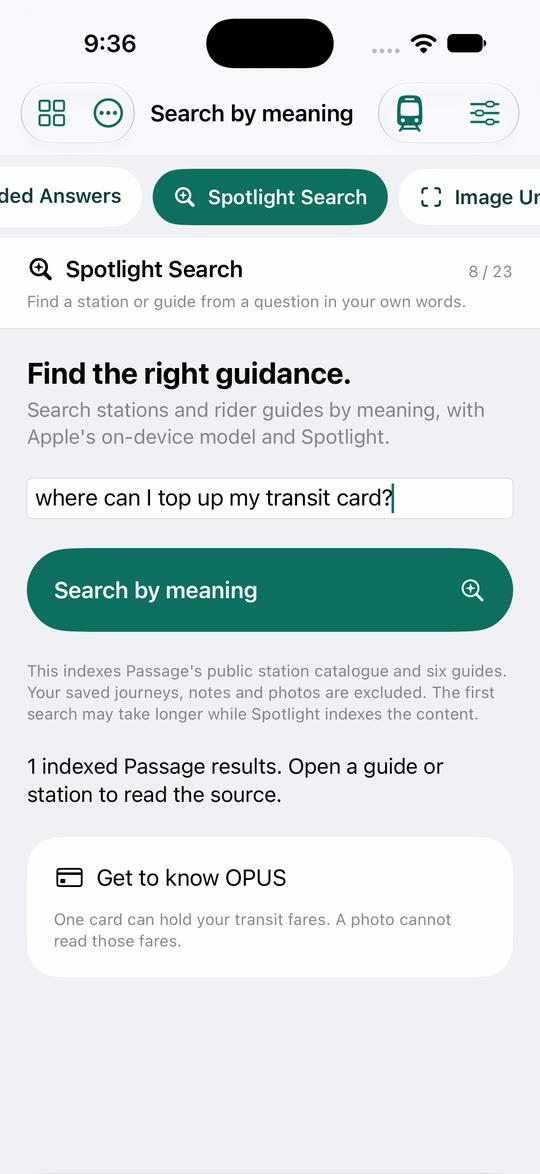 9:36
Search by meaning
ded Answers
Spotlight Search
Image Un
Spotlight Search
8 / 23
Find a station or guide from a question in your own words.
Find the right guidance.
Search stations and rider guides by meaning, with
Apple's on-device model and Spotlight.
where can I top up my transit card?
Search by meaning
This indexes Passage's public station catalogue and six guides.
Your saved journeys, notes and photos are excluded. The first
search may take longer while Spotlight indexes the content.
1 indexed Passage results. Open a guide or
station to read the source.
Get to know OPUS
One card can hold your transit fares. A photo cannot
read those fares.